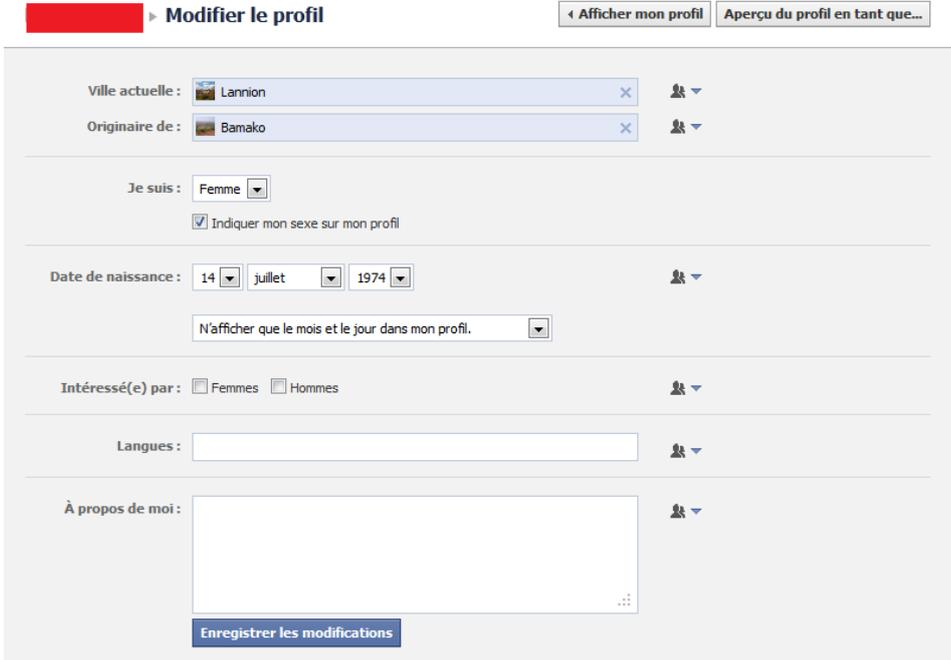 Modifier le profil
Afficher mon profil
Aperçu du profil en tant que...
Ville actuelle : Lannion
Originaire de : Bamako
Je suis : Femme
Indiquer mon sexe sur mon profil
Date de naissance : 14 juillet 1974
N'afficher que le mois et le jour dans mon profil.
Intéressé(e) par : Femmes Hommes
Langues :
À propos de moi :
Enregistrer les modifications